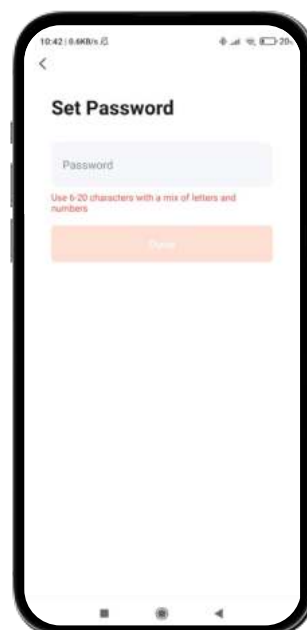 10:42 | 0.6KB/s
Set Password
Password
Use 6-20 characters with a mix of letters and
numbers
Done